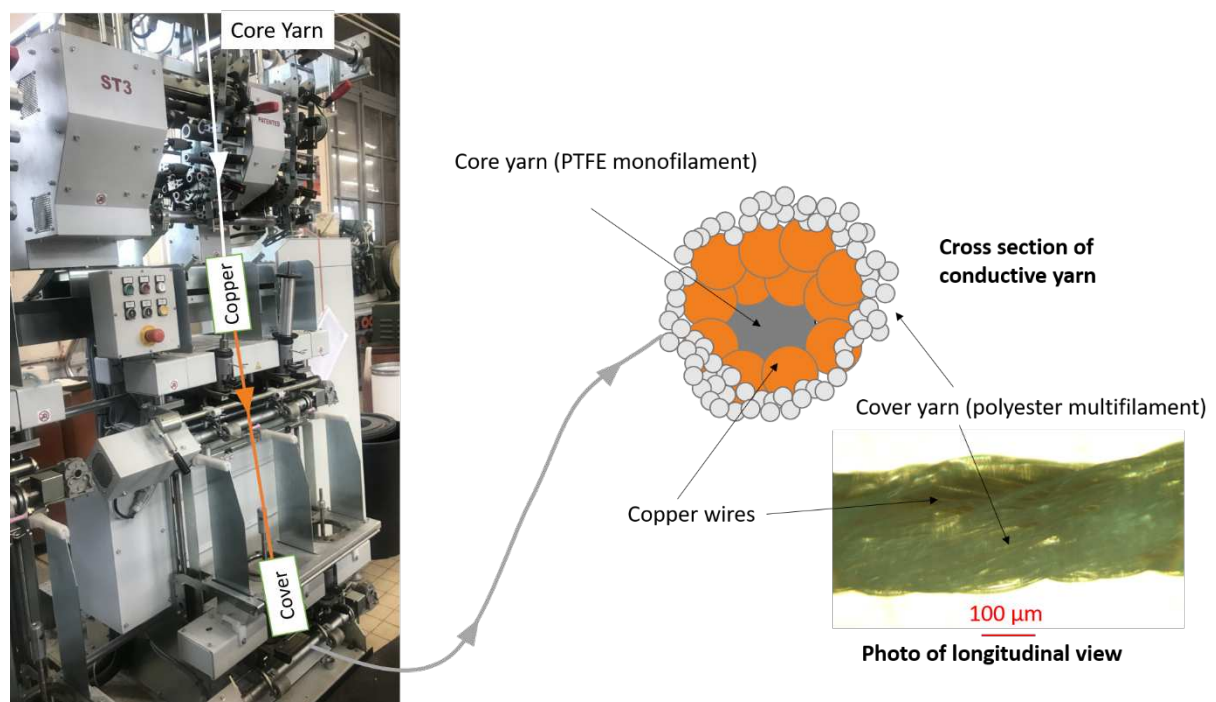 Core Yarn
ST3
PATENTED
Copper
Cover
Core yarn (PTFE monofilament)
Cross section of
conductive yarn
Cover yarn (polyester multifilament)
Copper wires
100 µm
Photo of longitudinal view